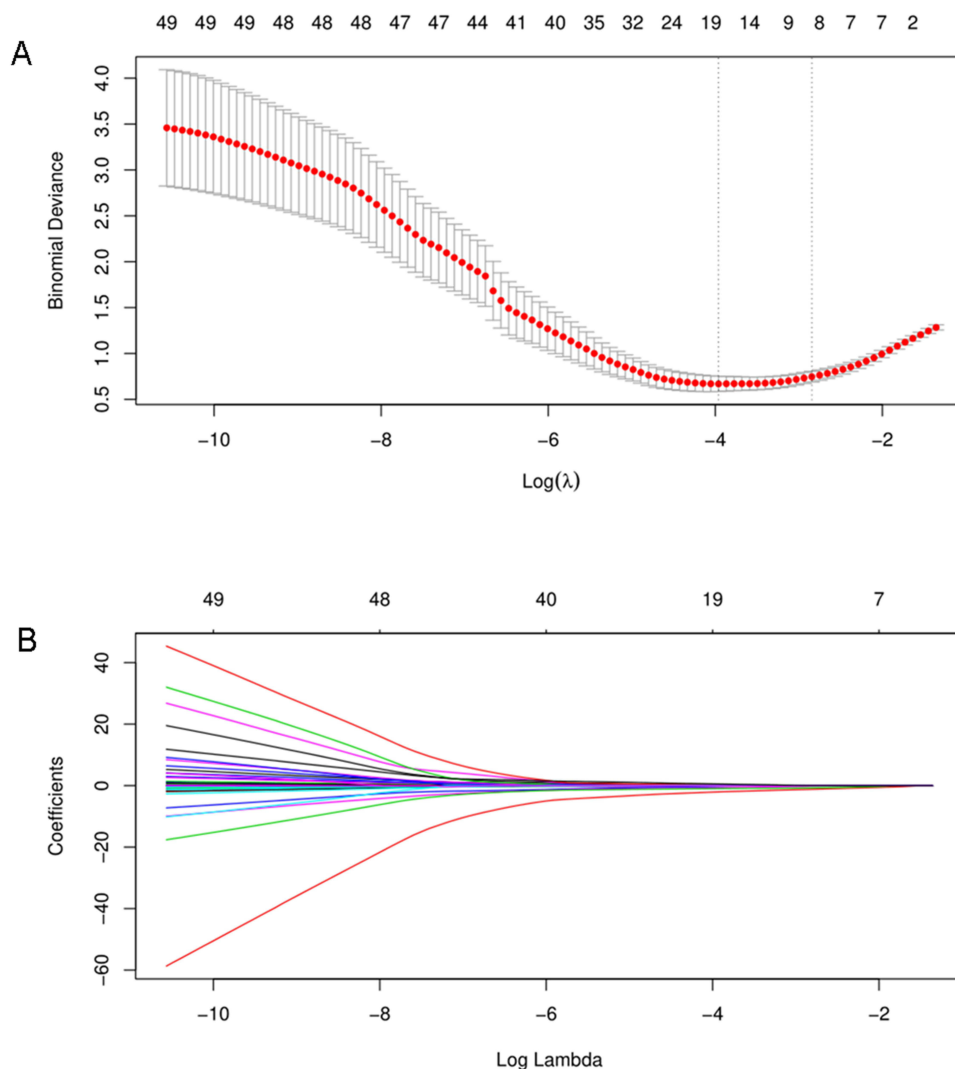 49 49 49 48 48 47 47 44 41 40 35 32 24 19 14 9 8 7 7 2
A
4.0
3.5
3.0
2.5
2.0
1.5
1.0
0.5
Binomial Deviance
−10 −8 −6 −4 −2
Log(λ)
49 48 40 19 7
B
40
20
0
−20
−40
−60
Coefficients
−10 −8 −6 −4 −2
Log Lambda